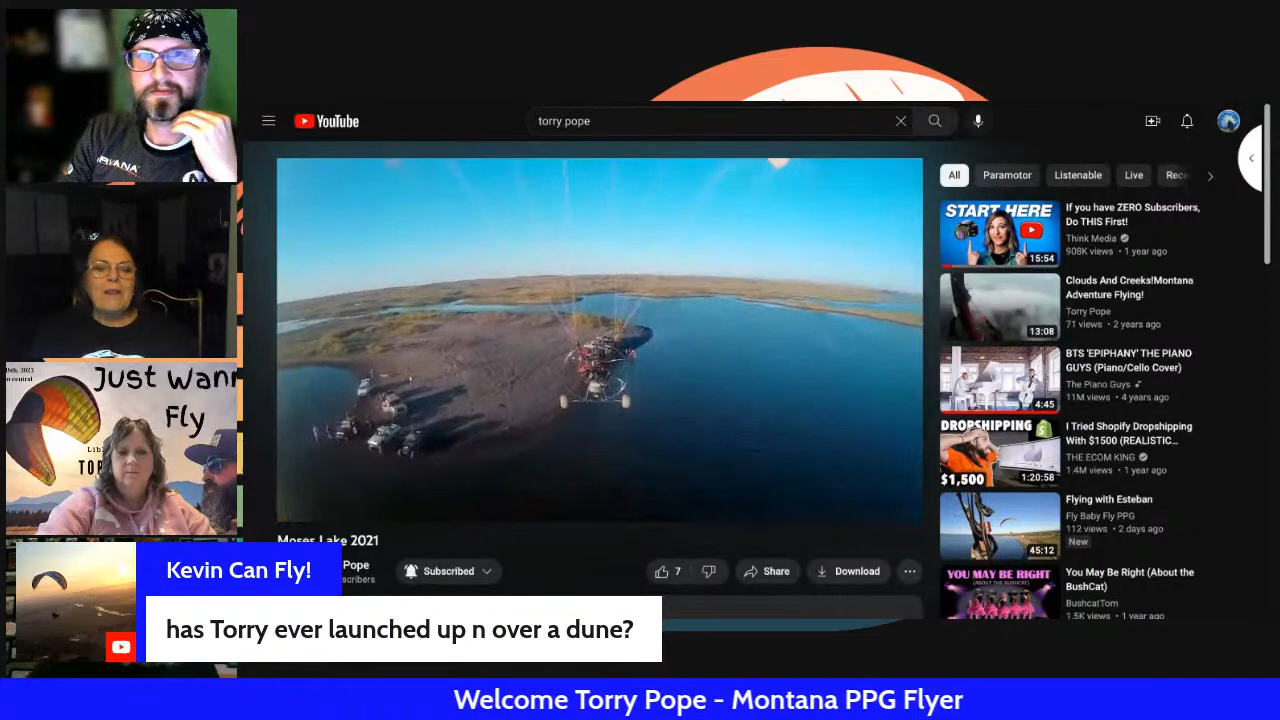 YouTube
torry pope
All
Paramotor
Listenable
Live
START HERE
15:54
If you have ZERO Subscribers,
Do THIS First!
Think Media
908K views • 1 year ago
13:08
Clouds And Creeks!Montana
Adventure Flying!
Torry Pope
71 views • 2 years ago
4:45
BTS 'EPIPHANY' THE PIANO
GUYS (Piano/Cello Cover)
The Piano Guys
11M views • 4 years ago
DROPSHIPPING
$1,500
1:20:58
I Tried Shopify Dropshipping
With $1500 (REALISTIC...
THE ECOM KING
1.4M views • 1 year ago
45:12
Flying with Esteban
Fly Baby Fly PPG
112 views • 2 days ago
New
YOU MAY BE RIGHT
You May Be Right (About the
BushCat)
BushcatTom
1.5K views • 1 year ago
Moses Lake 2021
Pope
scribers
Subscribed
7
Share
Download
Just Wann
Fly
TOP
Kevin Can Fly!
has Torry ever launched up n over a dune?
Welcome Torry Pope - Montana PPG Flyer